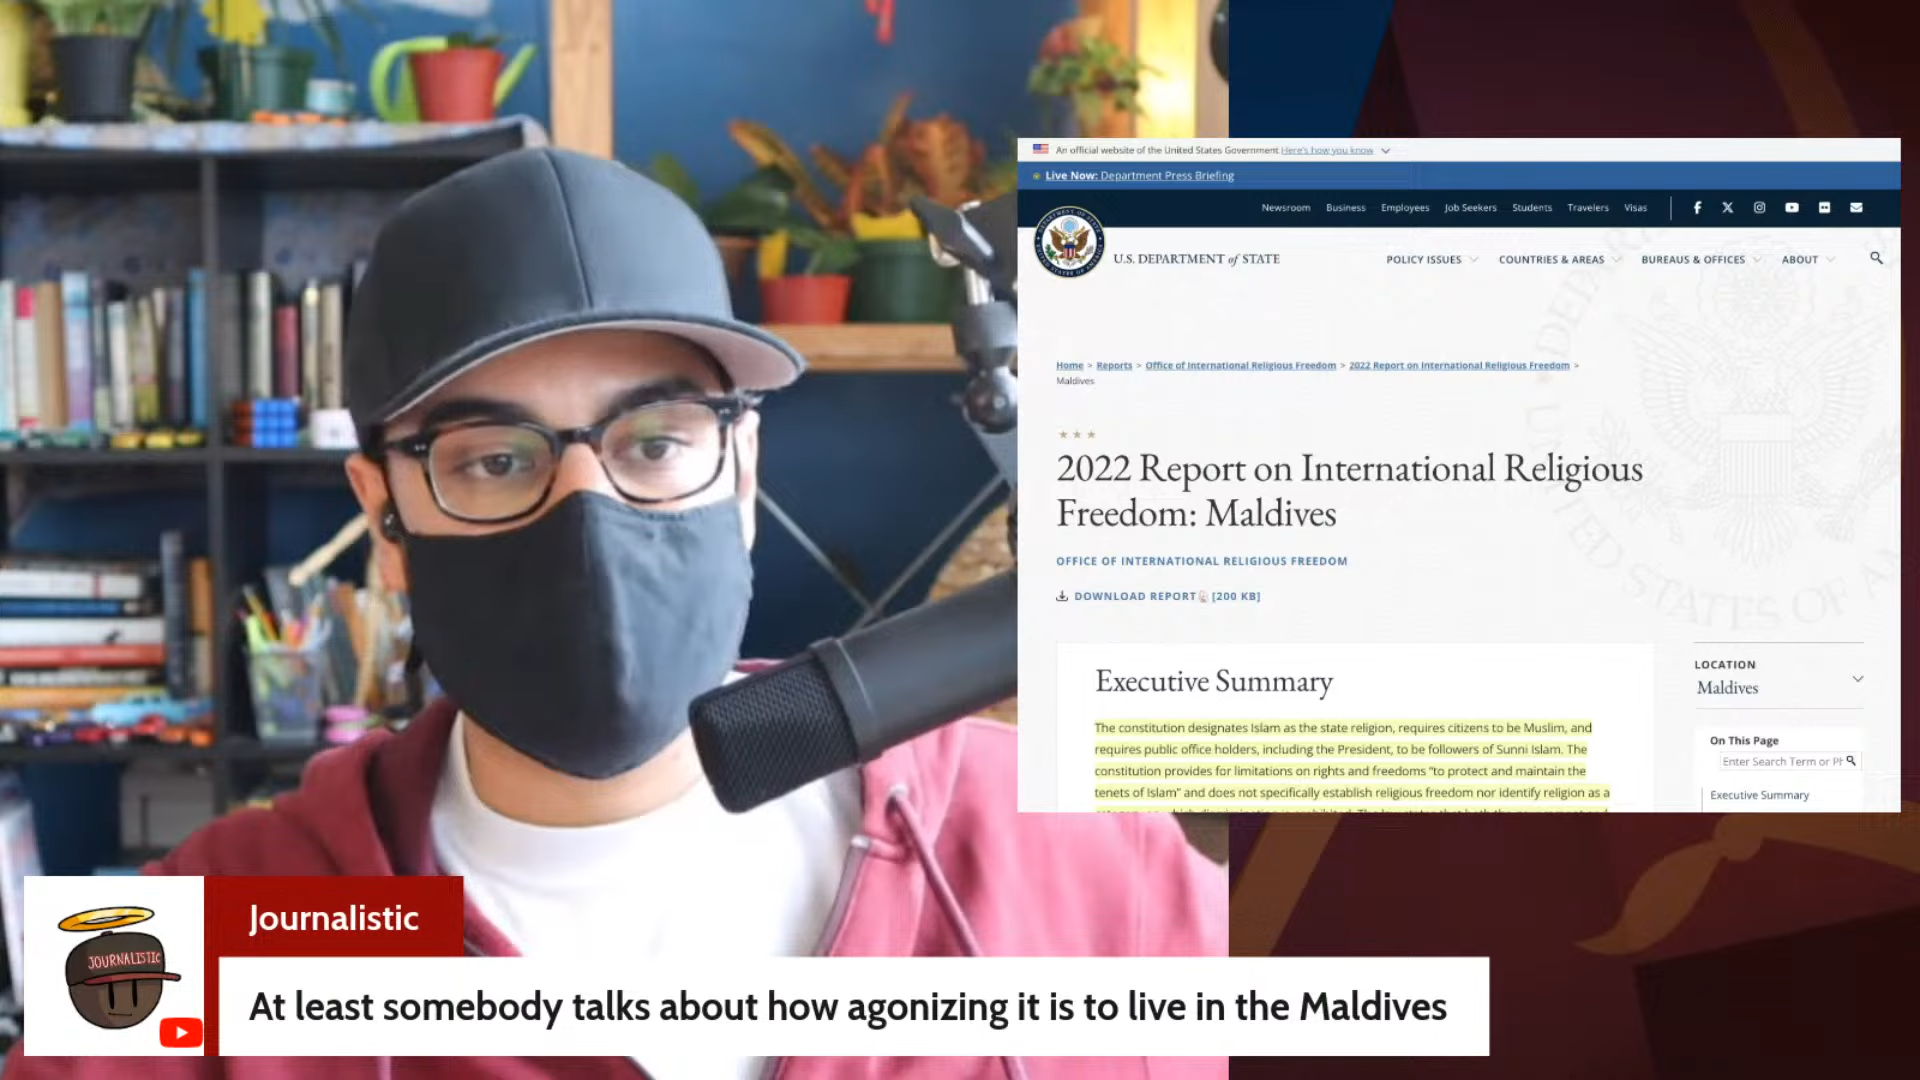 An official website of the United States Government Here's how you know
Live Now: Department Press Briefing
Newsroom Business Employees Job Seekers Students Travelers Visas
U.S. DEPARTMENT of STATE
POLICY ISSUES COUNTRIES & AREAS BUREAUS & OFFICES ABOUT
Home > Reports > Office of International Religious Freedom > 2022 Report on International Religious Freedom >
Maldives
2022 Report on International Religious
Freedom: Maldives
OFFICE OF INTERNATIONAL RELIGIOUS FREEDOM
DOWNLOAD REPORT [200 KB]
Executive Summary
The constitution designates Islam as the state religion, requires citizens to be Muslim, and
requires public office holders, including the President, to be followers of Sunni Islam. The
constitution provides for limitations on rights and freedoms “to protect and maintain the
tenets of Islam” and does not specifically establish religious freedom nor identify religion as a
LOCATION
Maldives
On This Page
Enter Search Term or Ph
Executive Summary
JOURNALISTIC
Journalistic
At least somebody talks about how agonizing it is to live in the Maldives